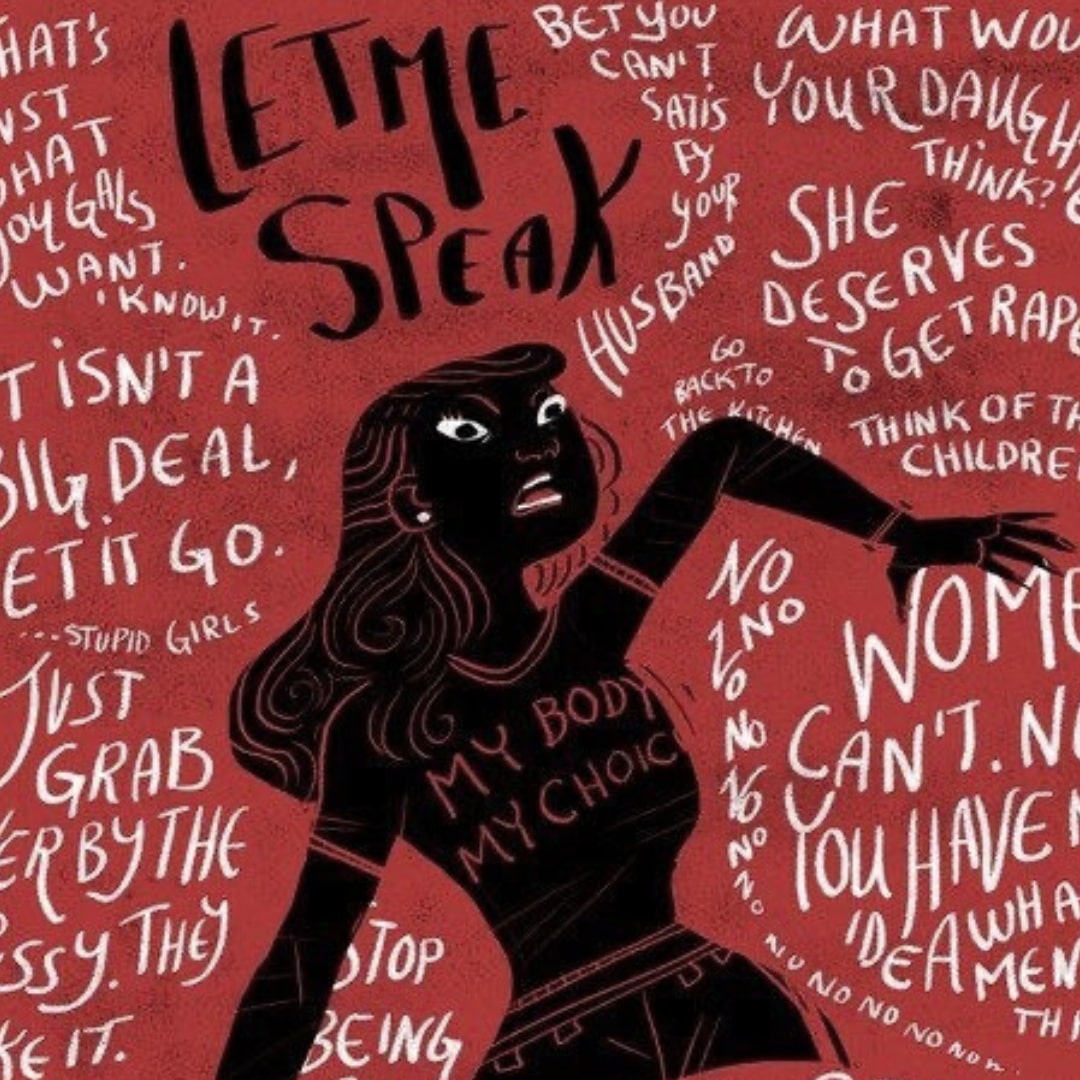 HAT'S
UST
WHAT
YOU GALS
WANT.
I KNOW IT.
T ISN'T A
BIG DEAL,
ET IT GO.
...STUPID GIRLS
JUST
GRAB
ER BY THE
SSY. THEY
KE IT.
LET ME
SPEAK
BET YOU
CAN'T
SATIS
FY
YOUR
HUSBAND
GO
BACK TO
THE KITCHEN
WHAT WOU
YOUR DAUGH
THINK?
SHE
DESERVES
TO GET RAPE
THINK OF TH
CHILDRE
MY BODY
MY CHOIC
STOP
BEING
NO
NO
NO
NO
NO
NO
NO
NO NO NO NO NO
WOME
CAN'T. N
YOU HAVE N
IDEA WHA
MEN
TH